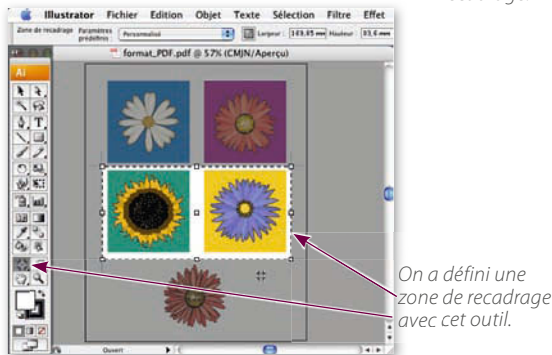 Illustrator Fichier Edition Objet Texte Sélection Filtre Effet
Zone de recadrage Paramètres prédéfinis : Personnalisé Largeur : Hauteur :
format_PDF.pdf @ 57% (CMJN/Aperçu)
Ai
T
On a défini une
zone de recadrage
avec cet outil.
Ouvert